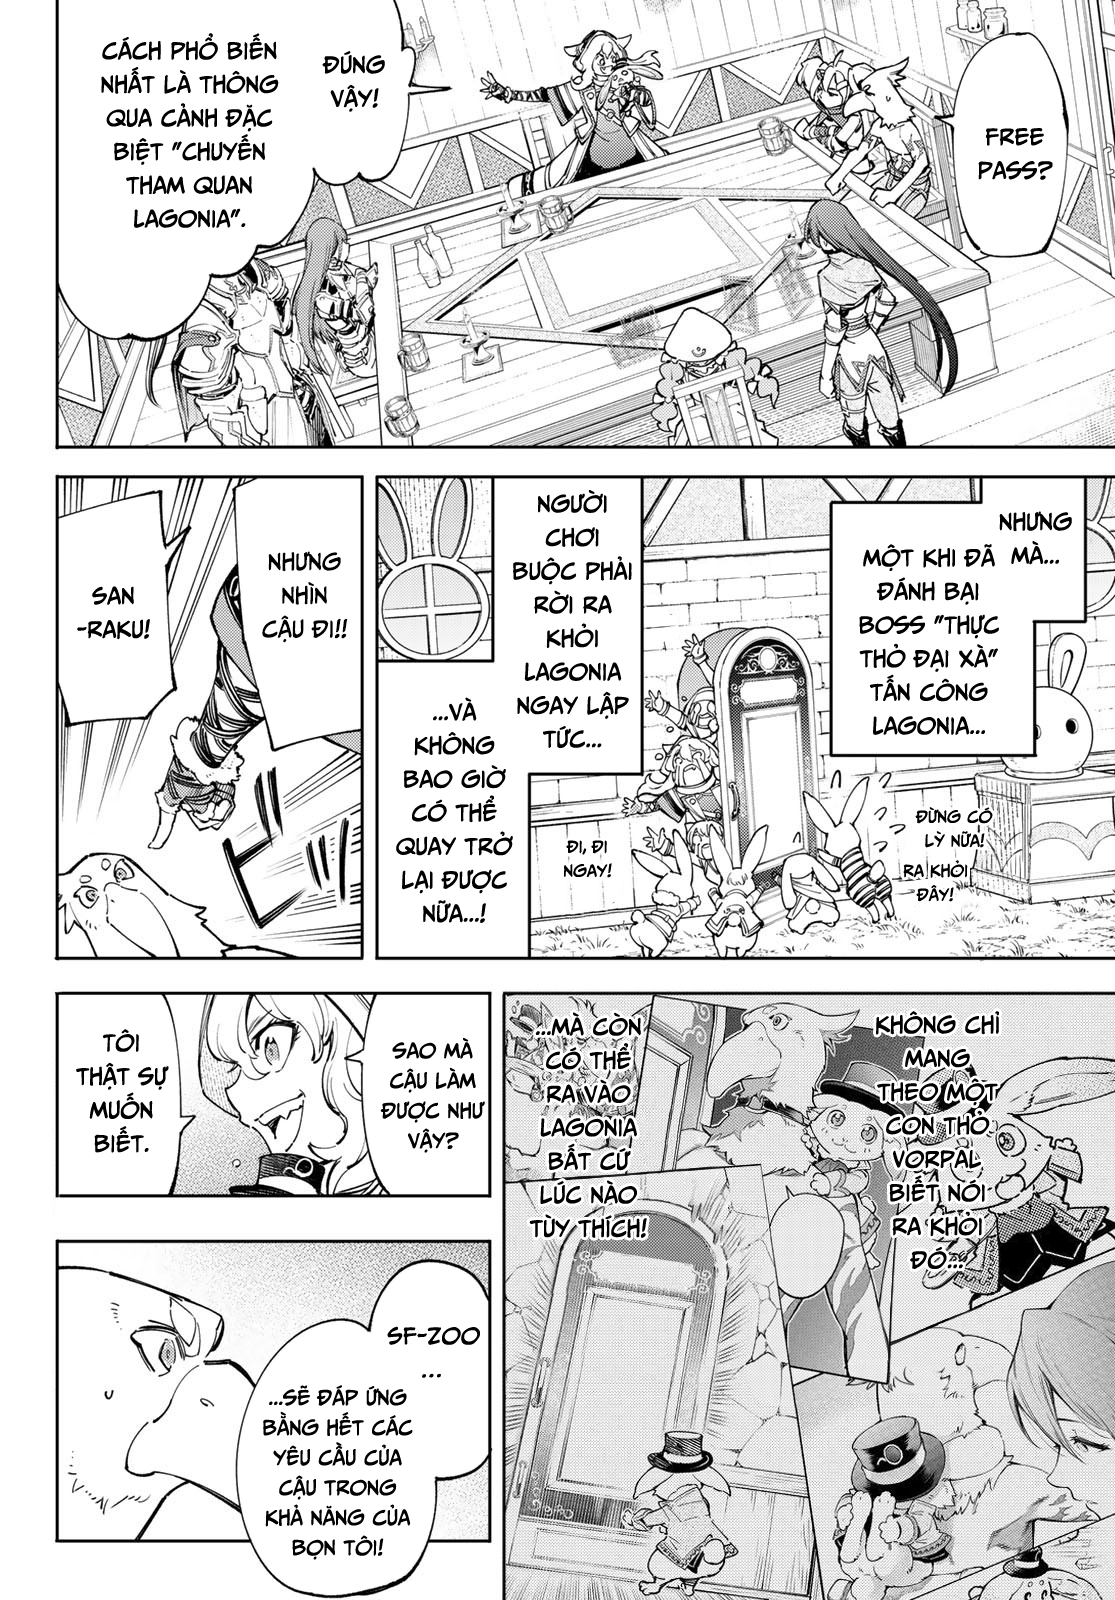 FREE
PASS?
ĐÚNG
VẬY!
CÁCH PHỔ BIẾN
NHẤT LÀ THÔNG
QUA CẢNH ĐẶC
BIỆT "CHUYẾN
THAM QUAN
LAGONIA".
NHƯNG
MÀ...
MỘT KHI ĐÃ
ĐÁNH BẠI
BOSS "THỰC
THỎ ĐẠI XÀ"
TẤN CÔNG
LAGONIA...
NGƯỜI
CHƠI
BUỘC PHẢI
RỜI RA
KHỎI
LAGONIA
NGAY LẬP
TỨC...
ĐỪNG CÓ
LỲ NỮA!
RA KHỎI
ĐÂY!
ĐI, ĐI
NGAY!
...VÀ
KHÔNG
BAO GIỜ
CÓ THỂ
QUAY TRỞ
LẠI ĐƯỢC
NỮA...!
NHƯNG
NHÌN
CẬU ĐI!!
SAN
-RAKU!
ビシ
KHÔNG CHỈ
MANG
THEO MỘT
CON THỎ
VORPAL
BIẾT NÓI
RA KHỎI
ĐÓ...
...MÀ CÒN
CÓ THỂ
RA VÀO
LAGONIA
BẤT CỨ
LÚC NÀO
TÙY THÍCH!
SAO MÀ
CẬU LÀM
ĐƯỢC NHƯ
VẬY?
TÔI
THẬT SỰ
MUỐN
BIẾT.
SF-ZOO
...
...SẼ ĐÁP ỨNG
BẰNG HẾT CÁC
YÊU CẦU CỦA
CẬU TRONG
KHẢ NĂNG CỦA
BỌN TÔI!